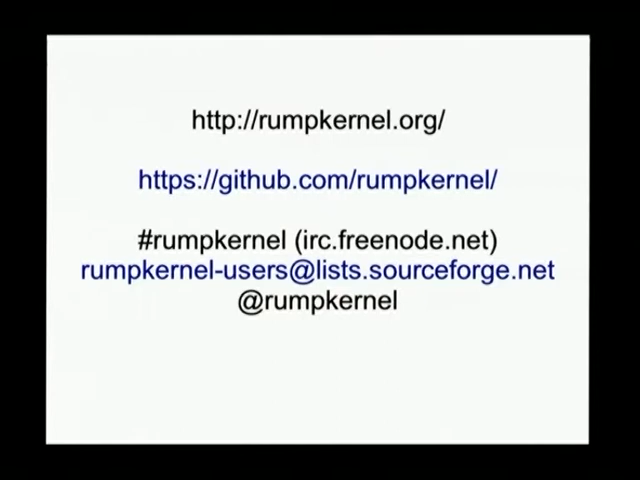 http://rumpkernel.org/
https://github.com/rumpkernel/
#rumpkernel (irc.freenode.net)
rumpkernel-users@lists.sourceforge.net
@rumpkernel